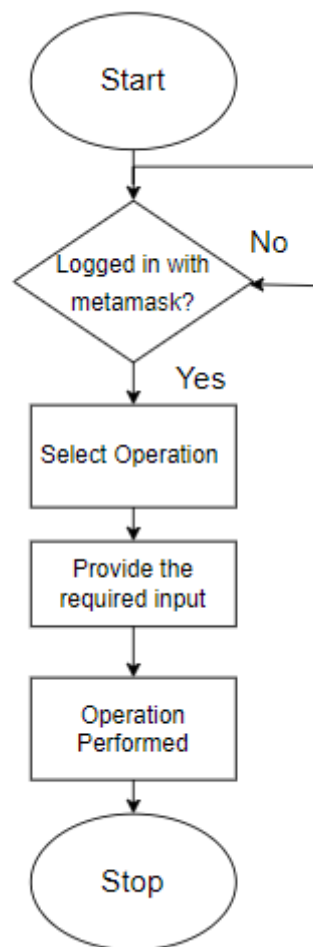 Start
No
Logged in with
metamask?
Yes
Select Operation
Provide the
required input
Operation
Performed
Stop